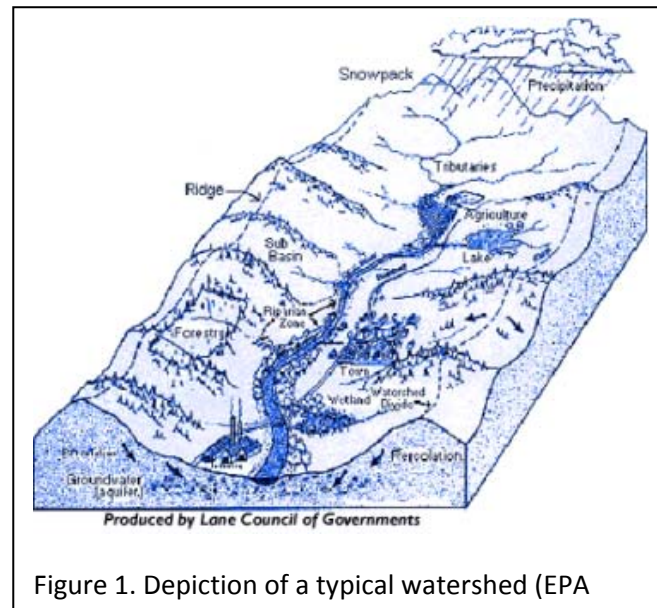 Snowpack
Precipitation
Tributaries
Ridge
Agriculture
Sub
Basin
Lake
Riparian
Zone
Forestry
Town
Wetland
Watershed
Divide
Percolation
Groundwater
(aquifer)
Produced by Lane Council of Governments
Figure 1. Depiction of a typical watershed (EPA